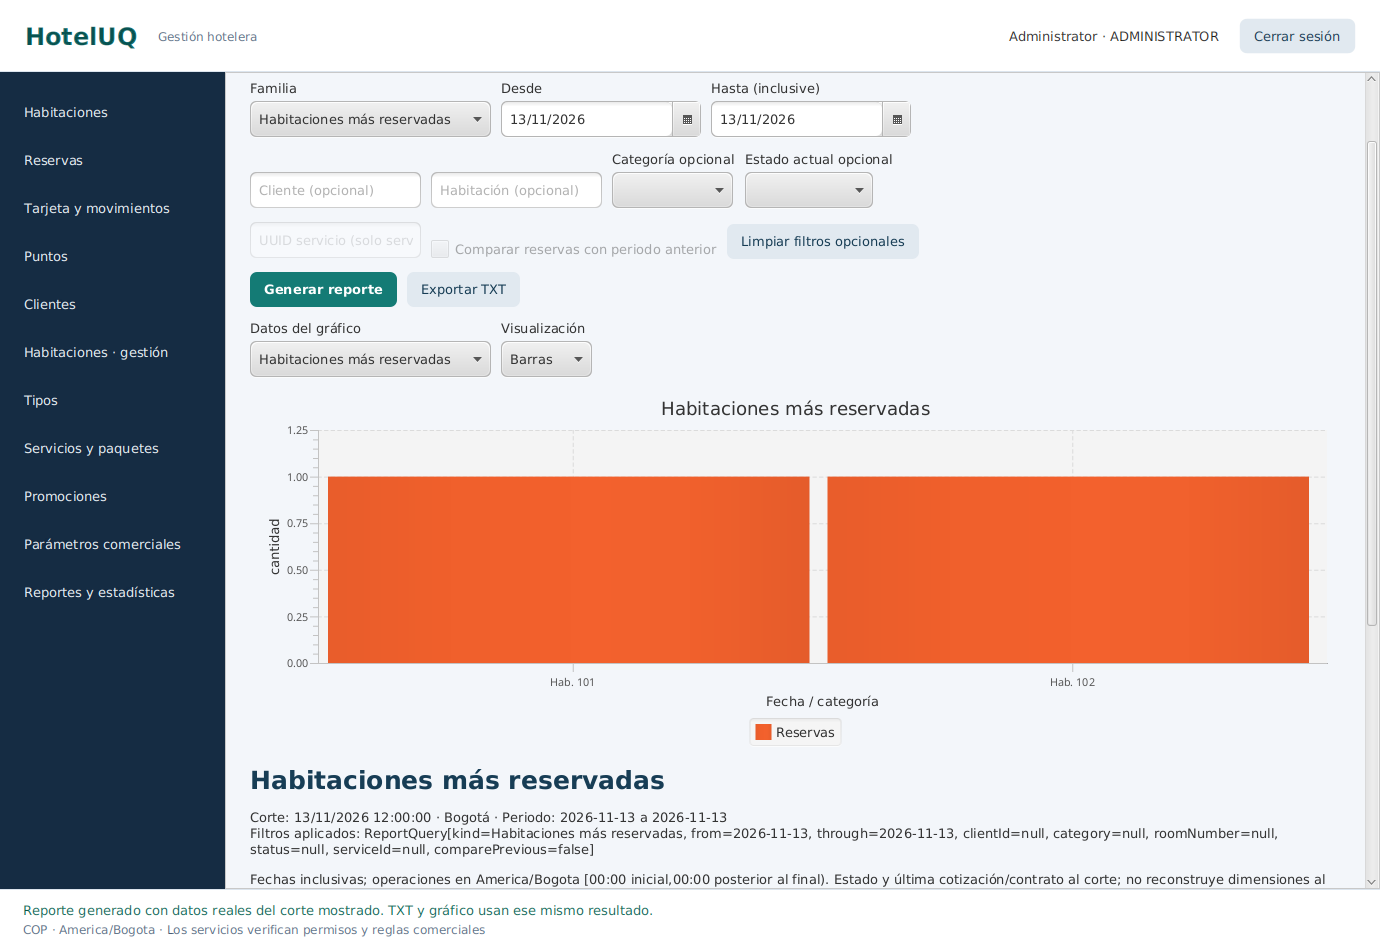 HotelUQ Gestión hotelera Administrator · ADMINISTRATOR Cerrar sesión
Habitaciones
Reservas
Tarjeta y movimientos
Puntos
Clientes
Habitaciones · gestión
Tipos
Servicios y paquetes
Promociones
Parámetros comerciales
Reportes y estadísticas
Familia Desde Hasta (inclusive)
Habitaciones más reservadas 13/11/2026 13/11/2026
Categoría opcional Estado actual opcional
Cliente (opcional) Habitación (opcional)
UUID servicio (solo serv Comparar reservas con periodo anterior Limpiar filtros opcionales
Generar reporte Exportar TXT
Datos del gráfico Visualización
Habitaciones más reservadas Barras
Habitaciones más reservadas
1.25
1.00
0.75
0.50
0.25
0.00
cantidad
Hab. 101 Hab. 102
Fecha / categoría
Reservas
Habitaciones más reservadas
Corte: 13/11/2026 12:00:00 · Bogotá · Periodo: 2026-11-13 a 2026-11-13
Filtros aplicados: ReportQuery[kind=Habitaciones más reservadas, from=2026-11-13, through=2026-11-13, clientId=null, category=null, roomNumber=null,
status=null, serviceId=null, comparePrevious=false]
Fechas inclusivas; operaciones en America/Bogota [00:00 inicial,00:00 posterior al final). Estado y última cotización/contrato al corte; no reconstruye dimensiones al
Reporte generado con datos reales del corte mostrado. TXT y gráfico usan ese mismo resultado.
COP · America/Bogota · Los servicios verifican permisos y reglas comerciales